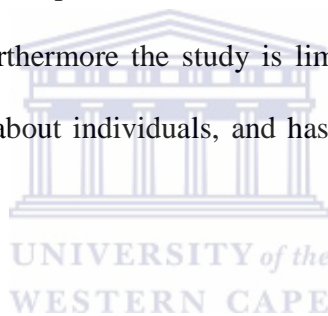 rthermore the study is lim
about individuals, and has
UNIVERSITY of the
WESTERN CAPE